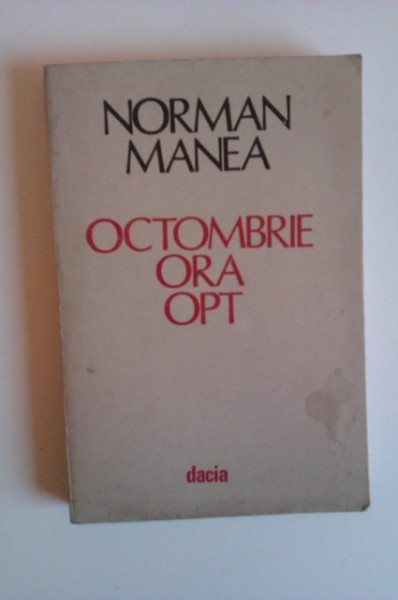 NORMAN
MANEA
OCTOMBRIE
ORA
OPT
dacia